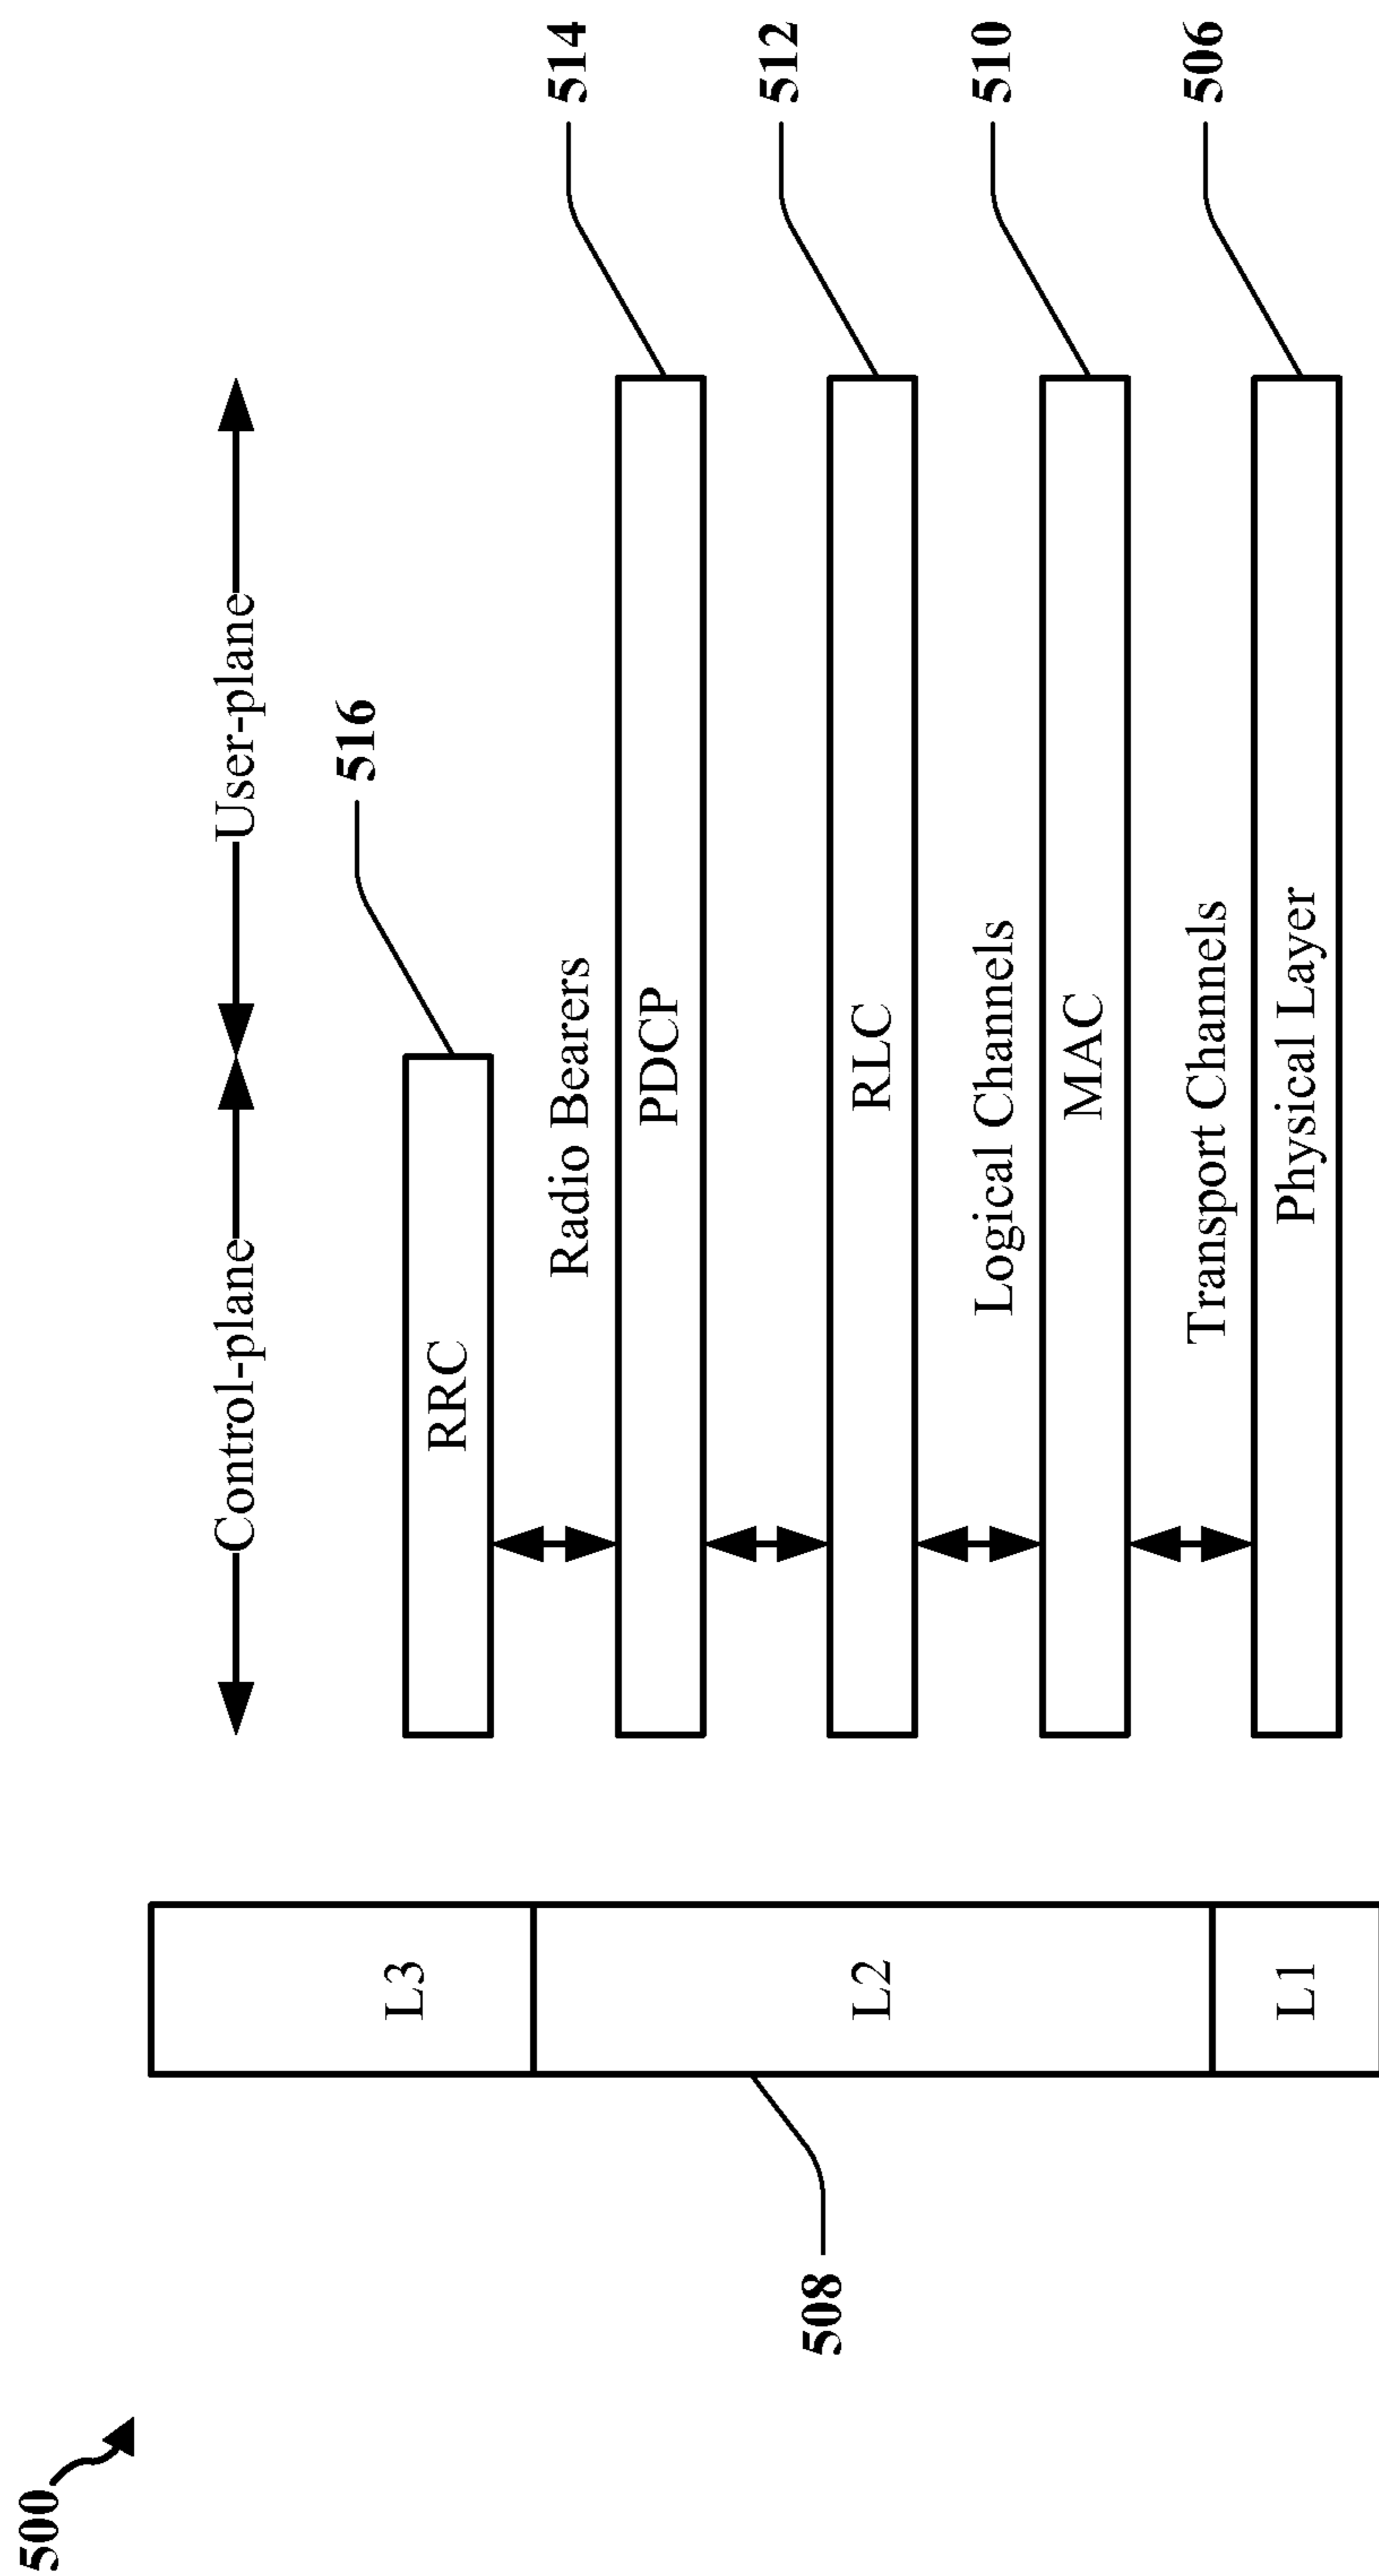 500
Control-plane
User-plane
516
RRC
L3
Radio Bearers
514
PDCP
512
RLC
L2
508
Logical Channels
510
MAC
Transport Channels
506
Physical Layer
L1